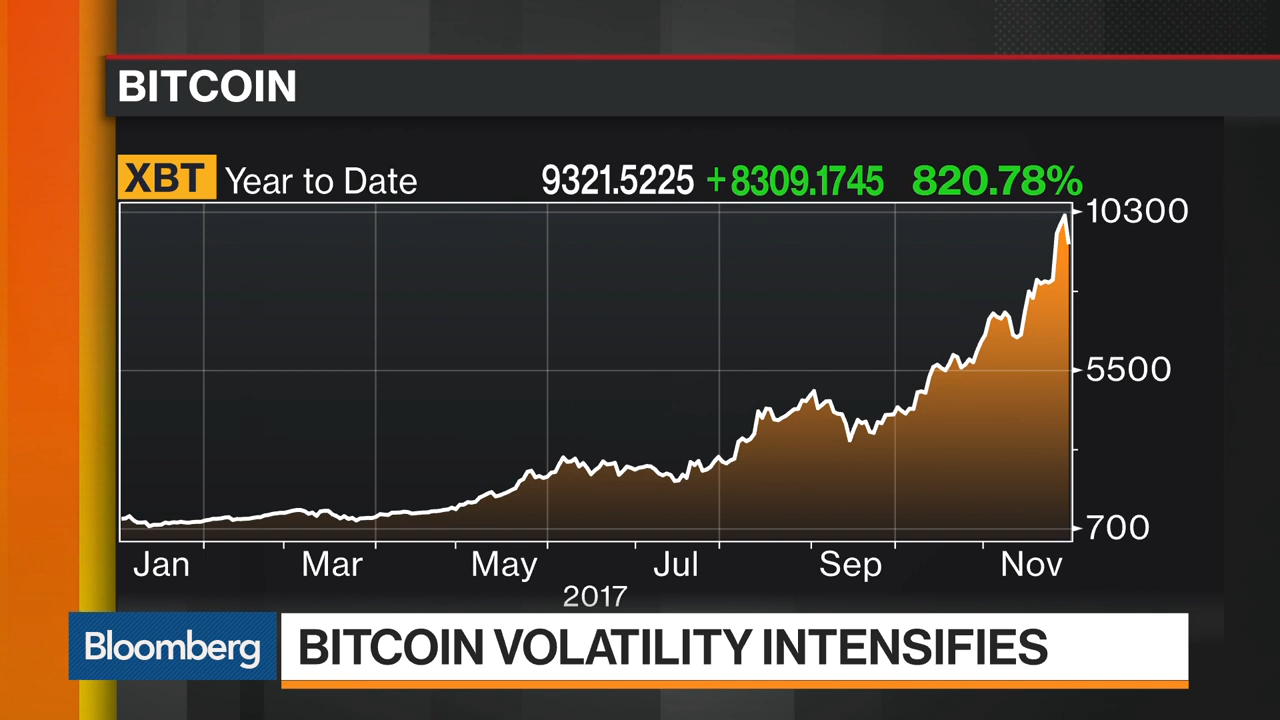 BITCOIN
XBT Year to Date 9321.5225 +8309.1745 820.78%
10300
5500
700
Jan Mar May Jul Sep Nov
2017
Bloomberg
BITCOIN VOLATILITY INTENSIFIES